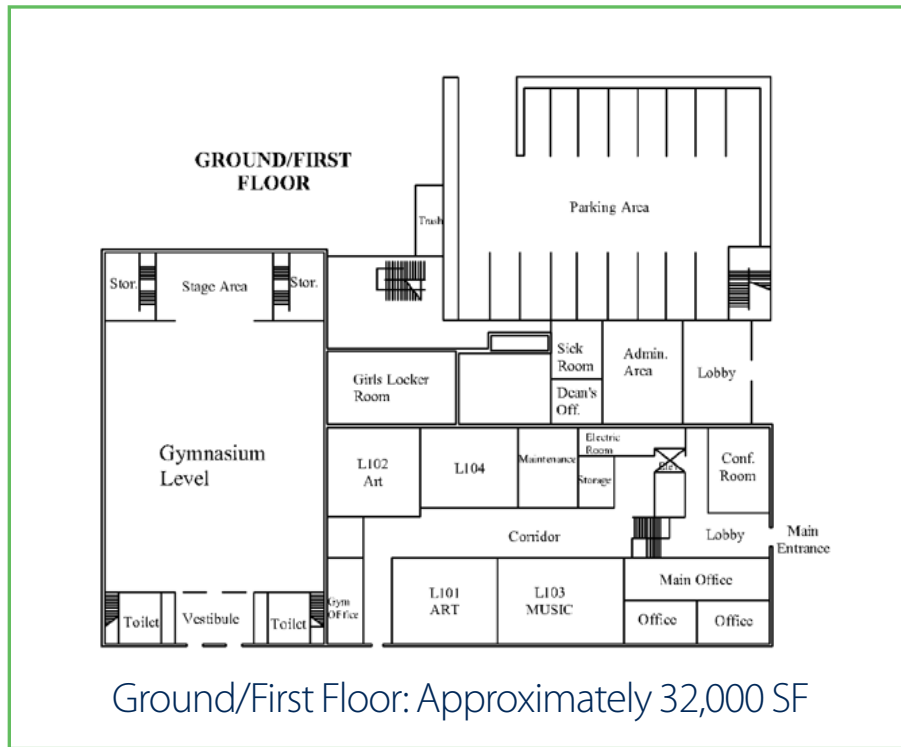 GROUND/FIRST
FLOOR
Trash
Parking Area
Stor.
Stage Area
Stor.
Sick
Room
Admin.
Area
Lobby
Girls Locker
Room
Dean's
Off.
Gymnasium
Level
L102
Art
L104
Maintenance
Electric
Room
Storage
Elev.
Conf.
Room
Corridor
Lobby
Main
Entrance
Gym
Office
L101
ART
L103
MUSIC
Main Office
Office
Office
Toilet
Vestibule
Toilet
Ground/First Floor: Approximately 32,000 SF